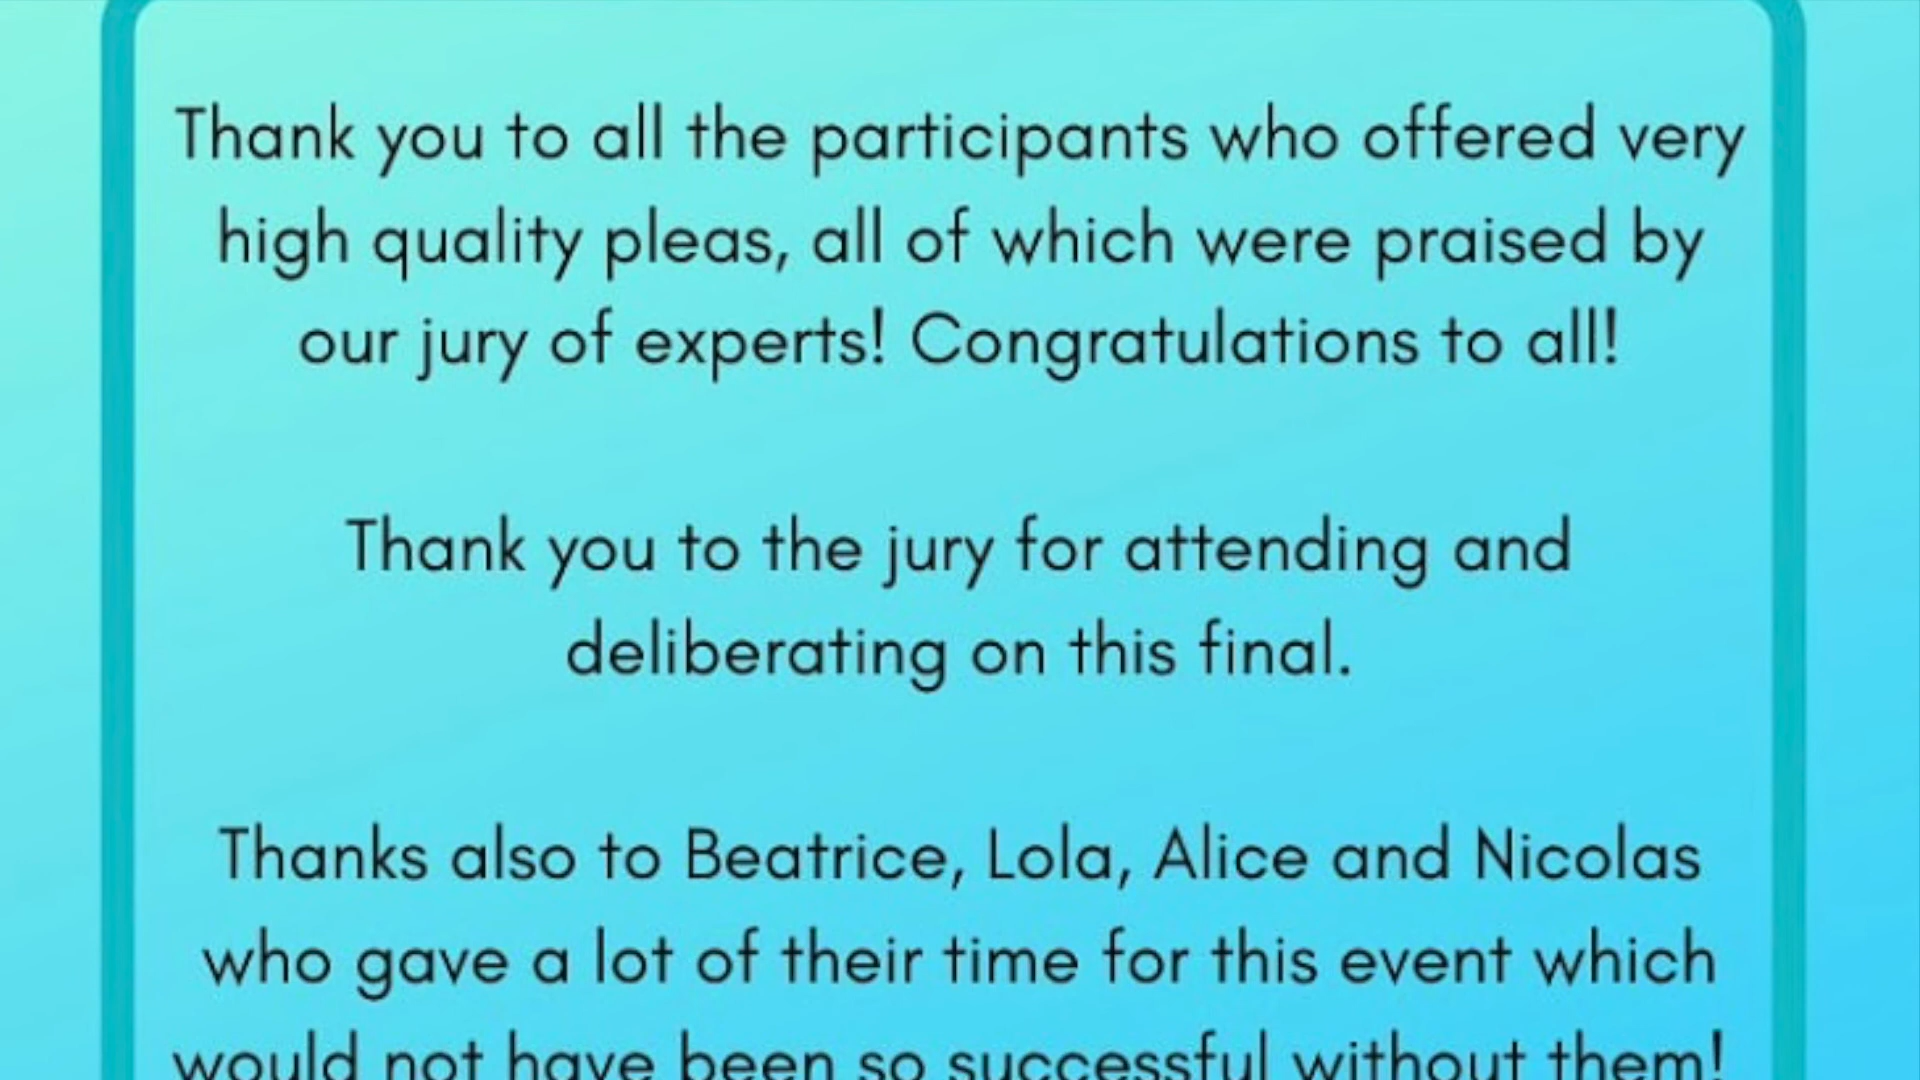 Thank you to all the participants who offered very
high quality pleas, all of which were praised by
our jury of experts! Congratulations to all!
Thank you to the jury for attending and
deliberating on this final.
Thanks also to Beatrice, Lola, Alice and Nicolas
who gave a lot of their time for this event which
would not have been so successful without them!